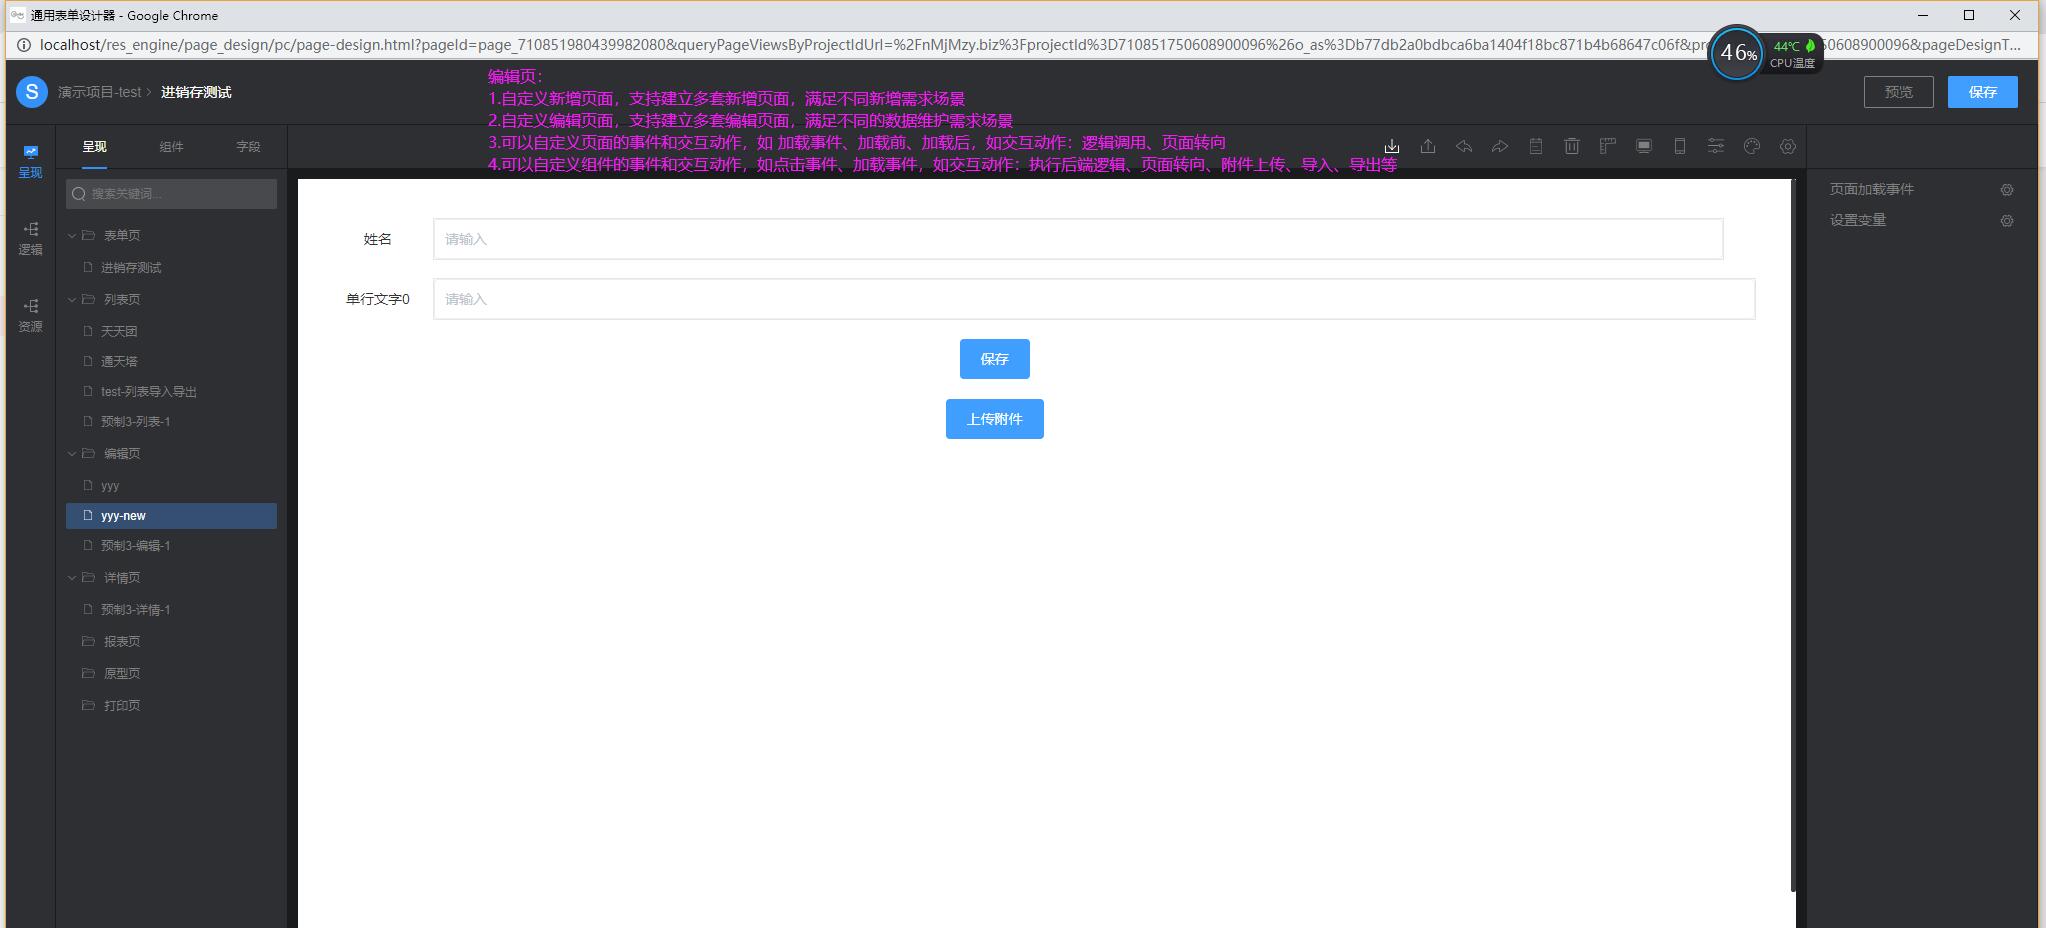 通用表单设计器 - Google Chrome
localhost/res_engine/page_design/pc/page-design.html?pageId=page_710851980439982080&queryPageViewsByProjectIdUrl=%2FnMjMzy.biz%3FprojectId%3D710851750608900096%26o_as%3Db77db2a0bdbca6ba1404f18bc871b4b68647c06f&pr
50608900096&pageDesignT...
46%
44℃
CPU温度
S
演示项目-test > 进销存测试
编辑页：
1.自定义新增页面，支持建立多套新增页面，满足不同新增需求场景
2.自定义编辑页面，支持建立多套编辑页面，满足不同的数据维护需求场景
3.可以自定义页面的事件和交互动作，如 加载事件、加载前、加载后，如交互动作：逻辑调用、页面转向
4.可以自定义组件的事件和交互动作，如点击事件、加载事件，如交互动作：执行后端逻辑、页面转向、附件上传、导入、导出等
预览
保存
呈现
逻辑
资源
呈现 组件 字段
搜索关键词...
表单页
进销存测试
列表页
天天团
通天塔
test-列表导入导出
预制3-列表-1
编辑页
yyy
yyy-new
预制3-编辑-1
详情页
预制3-详情-1
报表页
原型页
打印页
姓名 请输入
单行文字0 请输入
保存
上传附件
页面加载事件
设置变量